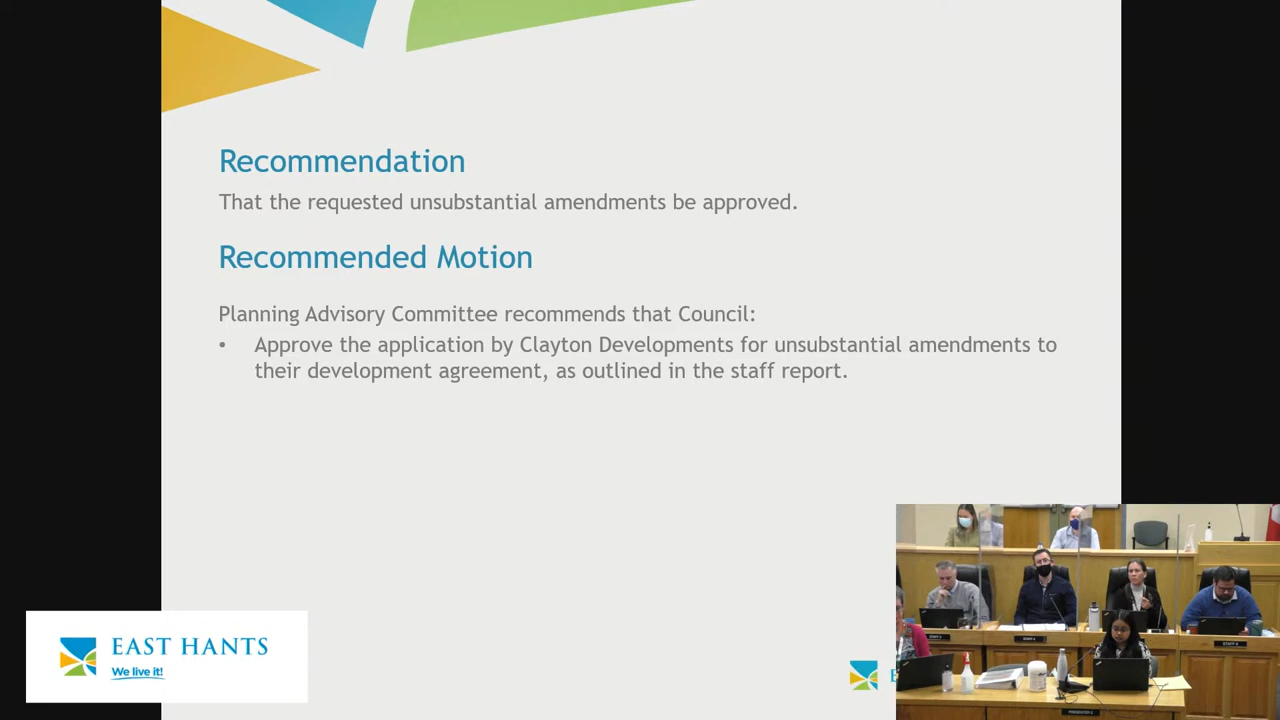 Recommendation
That the requested unsubstantial amendments be approved.
Recommended Motion
Planning Advisory Committee recommends that Council:
• Approve the application by Clayton Developments for unsubstantial amendments to
their development agreement, as outlined in the staff report.
EAST HANTS
We live it!